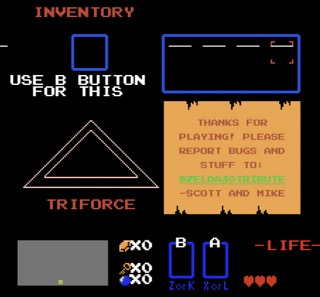 INVENTORY
USE B BUTTON
FOR THIS
THANKS FOR
PLAYING! PLEASE
REPORT BUGS AND
STUFF TO:
@ZELDA30TRIBUTE
-SCOTT AND MIKE
TRIFORCE
X0
X0
X0
B A
ZorK XorL
-LIFE-